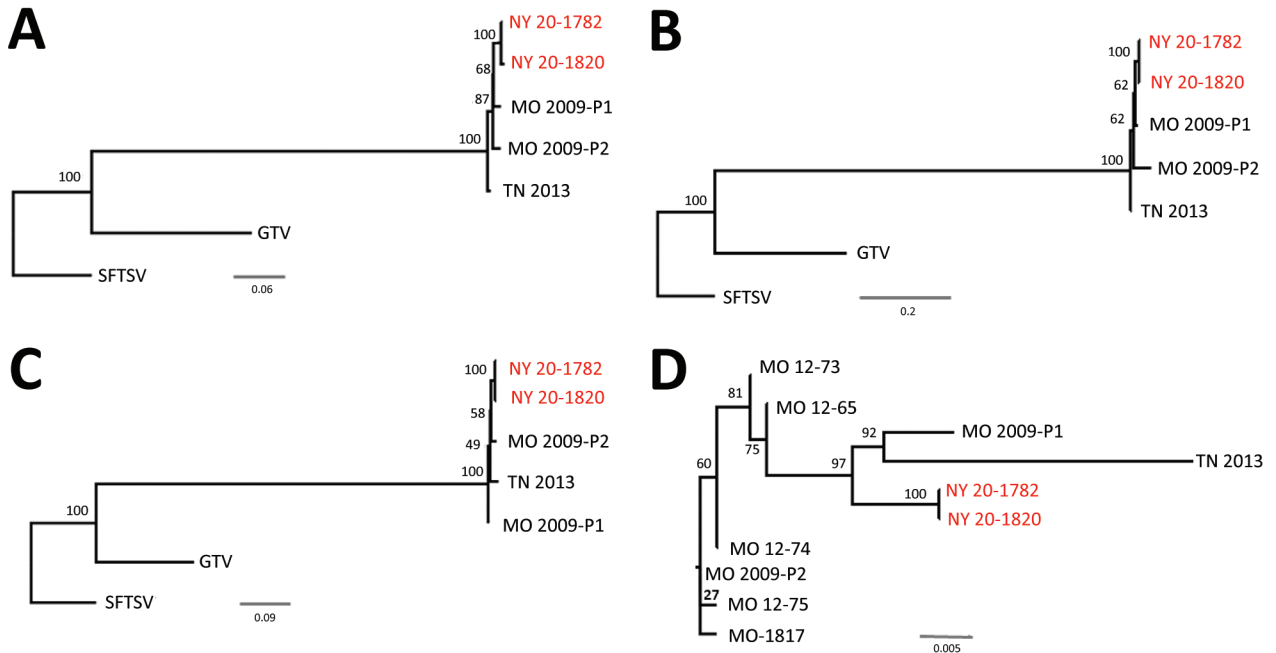 A
NY 20-1782
100
NY 20-1820
68
87
MO 2009-P1
100
MO 2009-P2
100
TN 2013
GTV
SFTSV
0.06
B
NY 20-1782
100
NY 20-1820
62
62
MO 2009-P1
100
MO 2009-P2
100
TN 2013
GTV
SFTSV
0.2
C
NY 20-1782
100
NY 20-1820
58
49
MO 2009-P2
100
TN 2013
100
MO 2009-P1
GTV
SFTSV
0.09
D
MO 12-73
81
MO 12-65
75
92
MO 2009-P1
60
97
TN 2013
100
NY 20-1782
NY 20-1820
MO 12-74
MO 2009-P2
27
MO 12-75
MO-1817
0.005